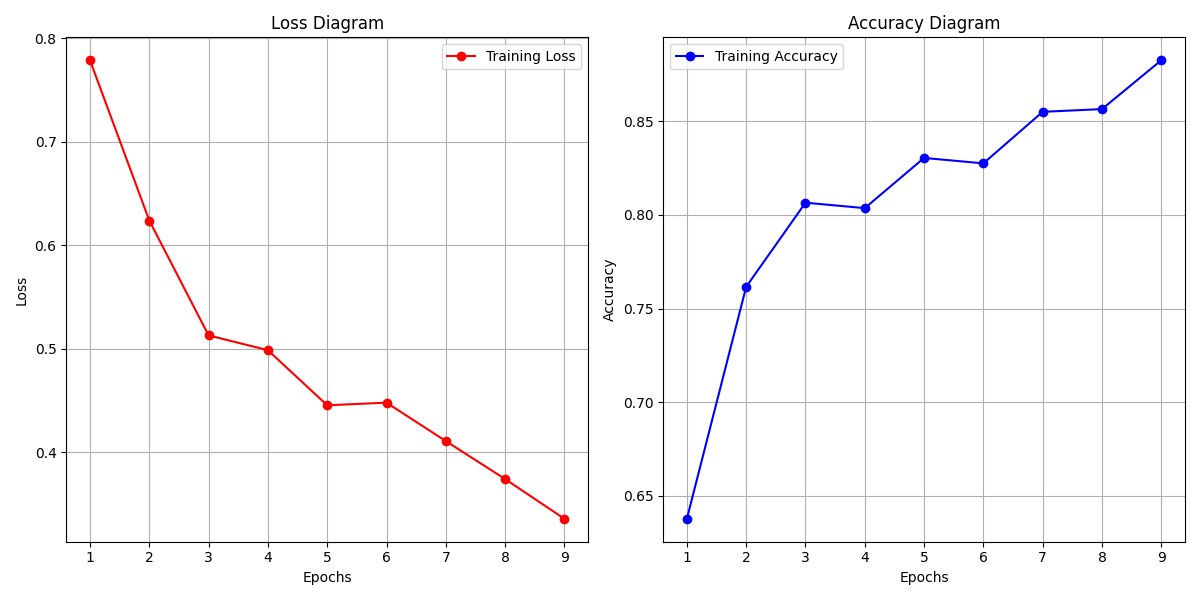 Loss Diagram
Training Loss
0.8
0.7
0.6
0.5
0.4
Loss
1 2 3 4 5 6 7 8 9
Epochs
Accuracy Diagram
Training Accuracy
0.85
0.80
0.75
0.70
0.65
Accuracy
1 2 3 4 5 6 7 8 9
Epochs